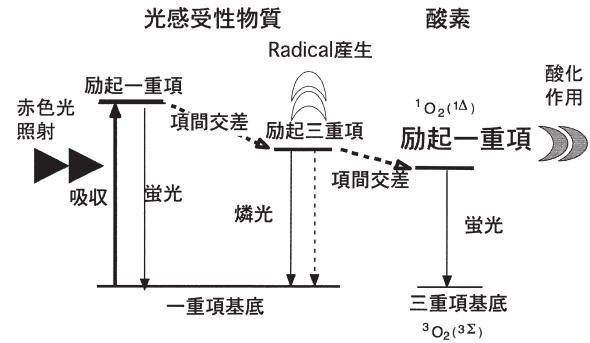 光感受性物質
酸素
Radical産生
励起一重項
酸化
作用
赤色光
照射
項間交差
励起三重項
¹O₂(¹Δ)
励起一重項
吸収
蛍光
燐光
項間交差
蛍光
一重項基底
三重項基底
³O₂(³Σ)